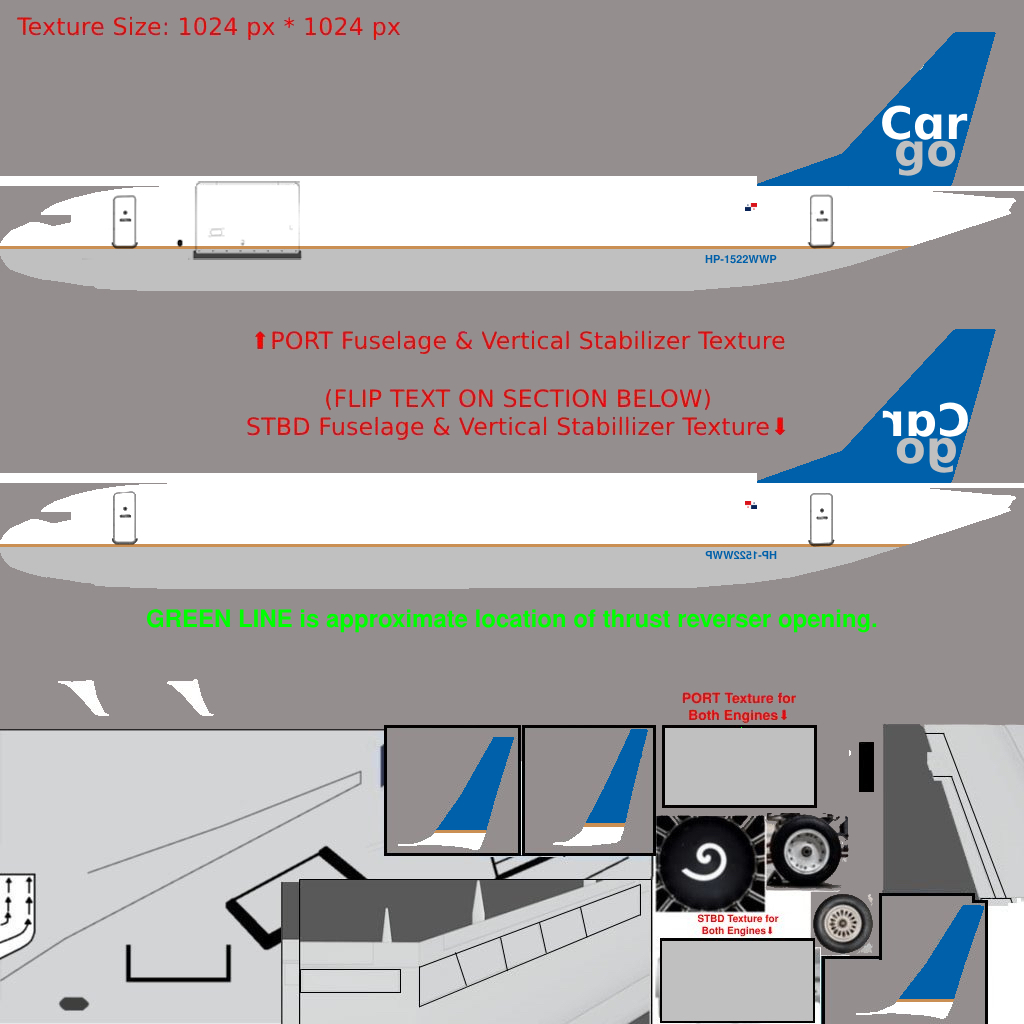 Texture Size: 1024 px * 1024 px
Car
go
HP-1522WWP
⬆PORT Fuselage & Vertical Stabilizer Texture
(FLIP TEXT ON SECTION BELOW)
STBD Fuselage & Vertical Stabillizer Texture⬇
Car
go
HP-1522WWP
GREEN LINE is approximate location of thrust reverser opening.
PORT Texture for
Both Engines⬇
STBD Texture for
Both Engines⬇